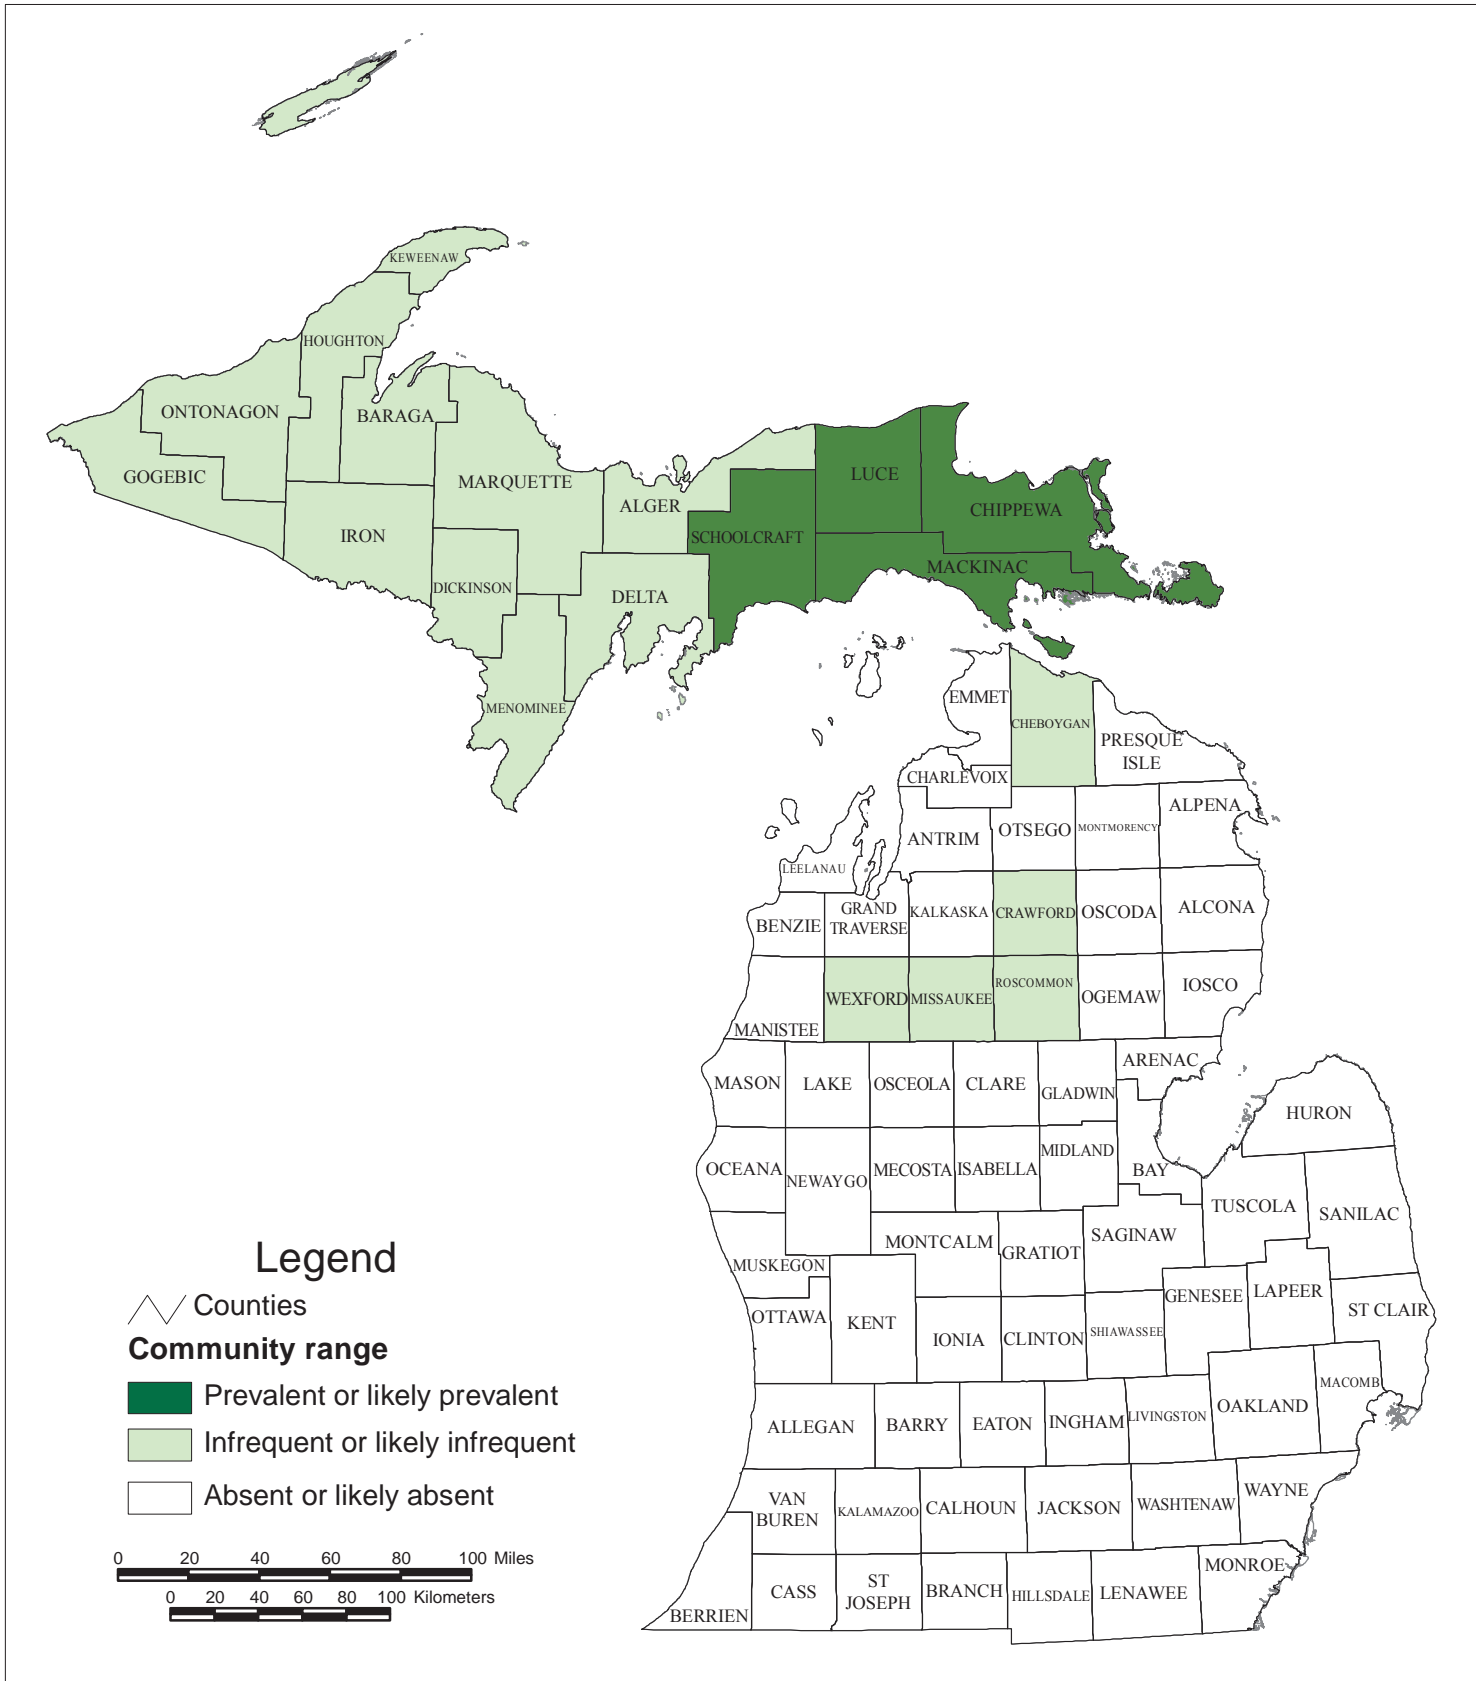 KEWEENAW
HOUGHTON
ONTONAGON
BARAGA
GOGEBIC
MARQUETTE
LUCE
ALGER
CHIPPEWA
IRON
SCHOOLCRAFT
MACKINAC
DICKINSON
DELTA
MENOMINEE
EMMET
CHEBOYGAN
PRESQUE
ISLE
CHARLEVOIX
ALPENA
ANTRIM
OTSEGO
MONTMORENCY
LEELANAU
BENZIE
GRAND
TRAVERSE
KALKASKA
CRAWFORD
OSCODA
ALCONA
MANISTEE
WEXFORD
MISSAUKEE
ROSCOMMON
OGEMAW
IOSCO
ARENAC
MASON
LAKE
OSCEOLA
CLARE
GLADWIN
HURON
OCEANA
NEWAYGO
MECOSTA
ISABELLA
MIDLAND
BAY
TUSCOLA
SANILAC
MUSKEGON
MONTCALM
GRATIOT
SAGINAW
GENESEE
LAPEER
ST CLAIR
OTTAWA
KENT
IONIA
CLINTON
SHIAWASSEE
MACOMB
ALLEGAN
BARRY
EATON
INGHAM
LIVINGSTON
OAKLAND
VAN
BUREN
KALAMAZOO
CALHOUN
JACKSON
WASHTENAW
WAYNE
BERRIEN
CASS
ST
JOSEPH
BRANCH
HILLSDALE
LENAWEE
MONROE
Legend
Counties
Community range
Prevalent or likely prevalent
Infrequent or likely infrequent
Absent or likely absent
0 20 40 60 80 100 Miles
0 20 40 60 80 100 Kilometers